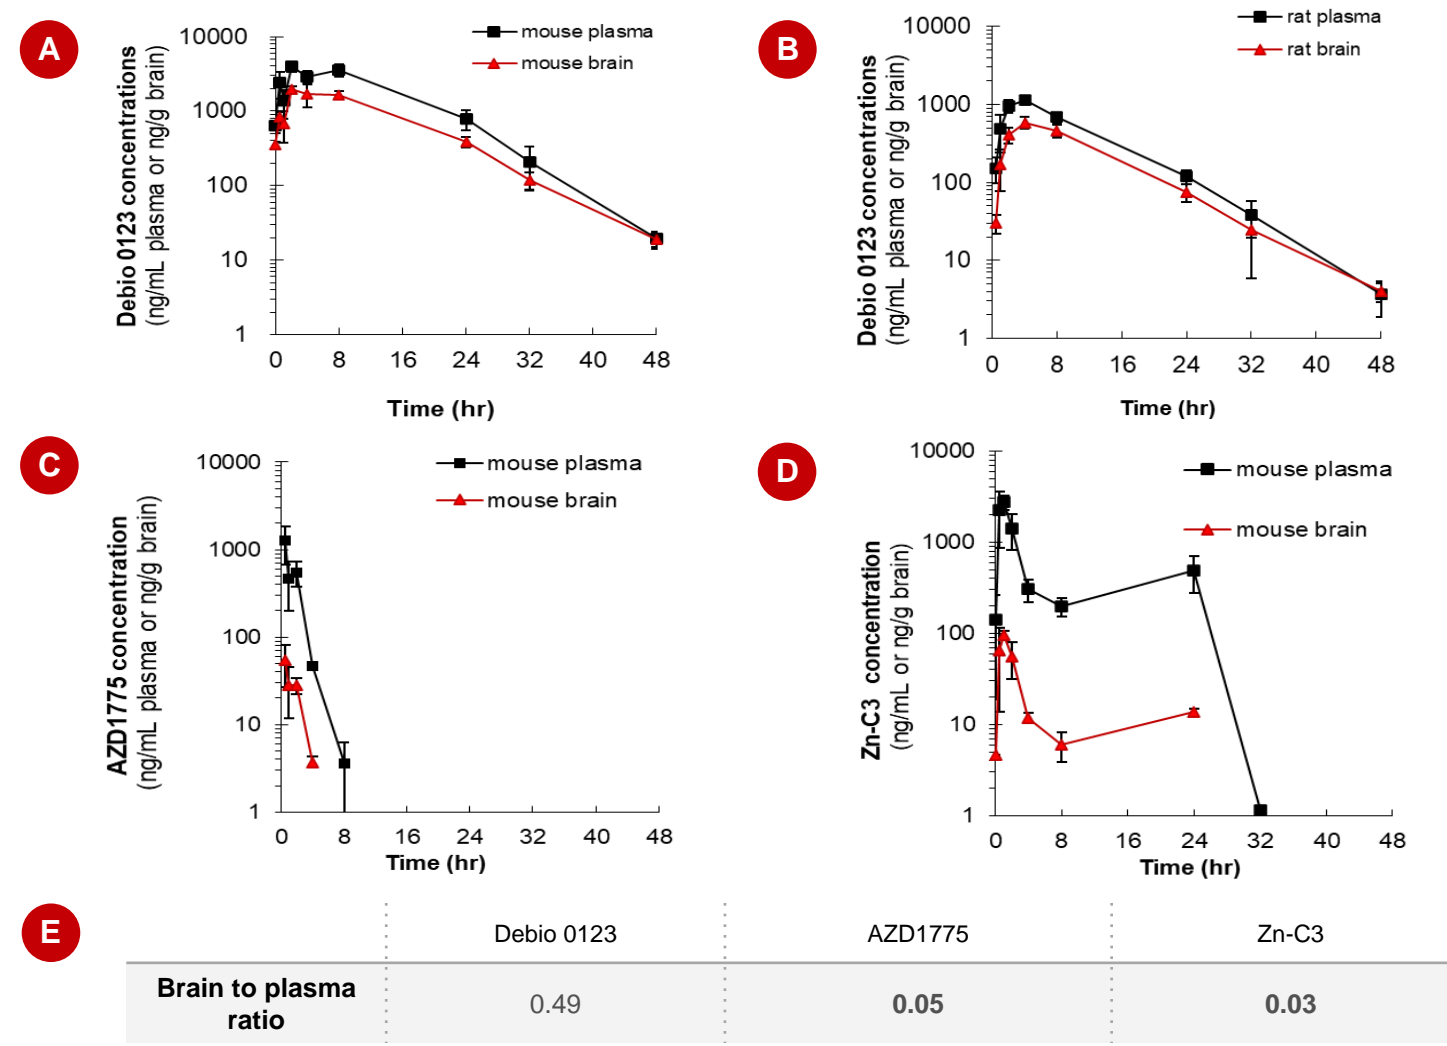 A
mouse plasma
mouse brain
Debio 0123 concentrations
(ng/mL plasma or ng/g brain)
10000
1000
100
10
1
0 8 16 24 32 40 48
Time (hr)
B
rat plasma
rat brain
Debio 0123 concentrations
(ng/mL plasma or ng/g brain)
10000
1000
100
10
1
0 8 16 24 32 40 48
Time (hr)
C
mouse plasma
mouse brain
AZD1775 concentration
(ng/mL plasma or ng/g brain)
10000
1000
100
10
1
0 8 16 24 32 40 48
Time (hr)
D
mouse plasma
mouse brain
Zn-C3 concentration
(ng/mL or ng/g brain)
10000
1000
100
10
1
0 8 16 24 32 40 48
Time (hr)
E
Debio 0123 AZD1775 Zn-C3
Brain to plasma
ratio
0.49 0.05 0.03